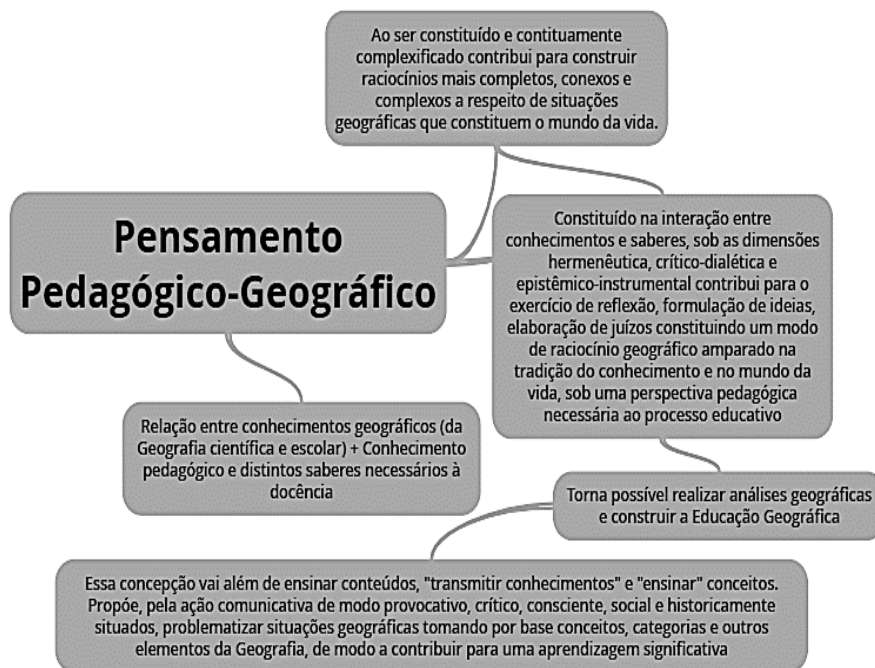 Ao ser constituído e contituamente
complexificado contribui para construir
raciocínios mais completos, conexos e
complexos a respeito de situações
geográficas que constituem o mundo da vida.
Pensamento
Pedagógico-Geográfico
Constituído na interação entre
conhecimentos e saberes, sob as dimensões
hermenêutica, crítico-dialética e
epistêmico-instrumental contribui para o
exercício de reflexão, formulação de ideias,
elaboração de juízos constituindo um modo
de raciocínio geográfico amparado na
tradição do conhecimento e no mundo da
vida, sob uma perspectiva pedagógica
necessária ao processo educativo
Relação entre conhecimentos geográficos (da
Geografia científica e escolar) + Conhecimento
pedagógico e distintos saberes necessários à
docência
Torna possível realizar análises geográficas
e construir a Educação Geográfica
Essa concepção vai além de ensinar conteúdos, "transmitir conhecimentos" e "ensinar" conceitos.
Propõe, pela ação comunicativa de modo provocativo, crítico, consciente, social e historicamente
situados, problematizar situações geográficas tomando por base conceitos, categorias e outros
elementos da Geografia, de modo a contribuir para uma aprendizagem significativa